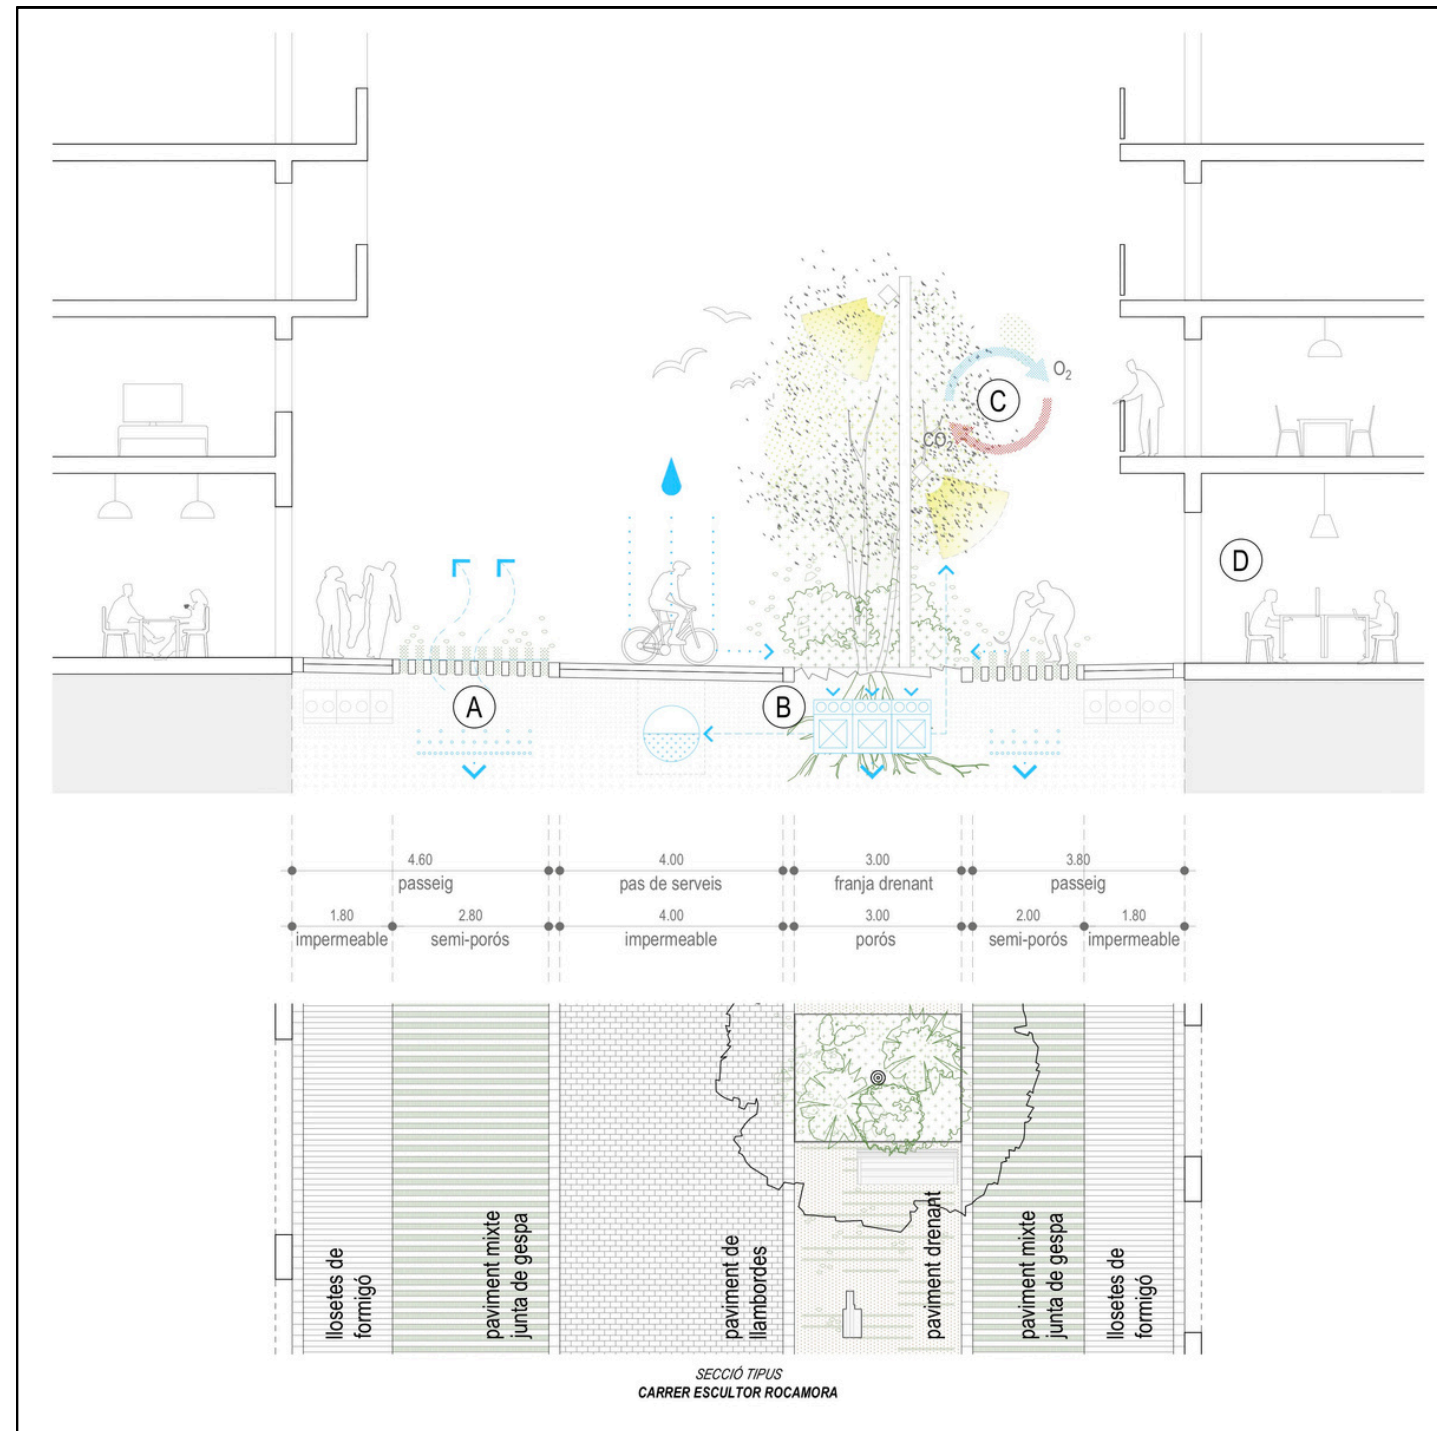 O2
C
CO2
D
A
B
4.60
4.00
3.00
3.80
passeig
pas de serveis
franja drenant
passeig
1.80
2.80
4.00
3.00
2.00
1.80
impermeable
semi-porós
impermeable
porós
semi-porós
impermeable
llosetes de
formigó
paviment mixte
junta de gespa
paviment de
llambordes
paviment drenant
paviment mixte
junta de gespa
llosetes de
formigó
SECCIÓ TIPUS
CARRER ESCULTOR ROCAMORA